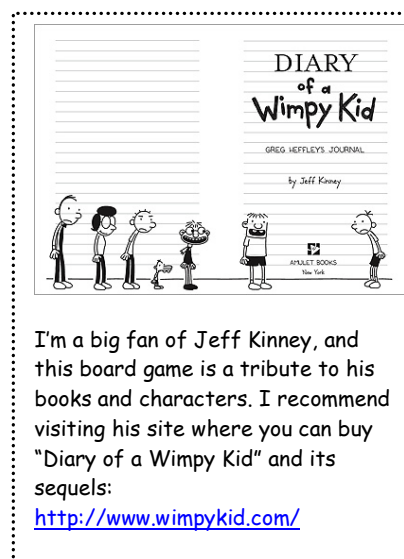 DIARY
of a
Wimpy Kid
GREG HEFFLEY'S JOURNAL
by Jeff Kinney
AMULET BOOKS
New York
I'm a big fan of Jeff Kinney, and
this board game is a tribute to his
books and characters. I recommend
visiting his site where you can buy
“Diary of a Wimpy Kid” and its
sequels:
http://www.wimpykid.com/